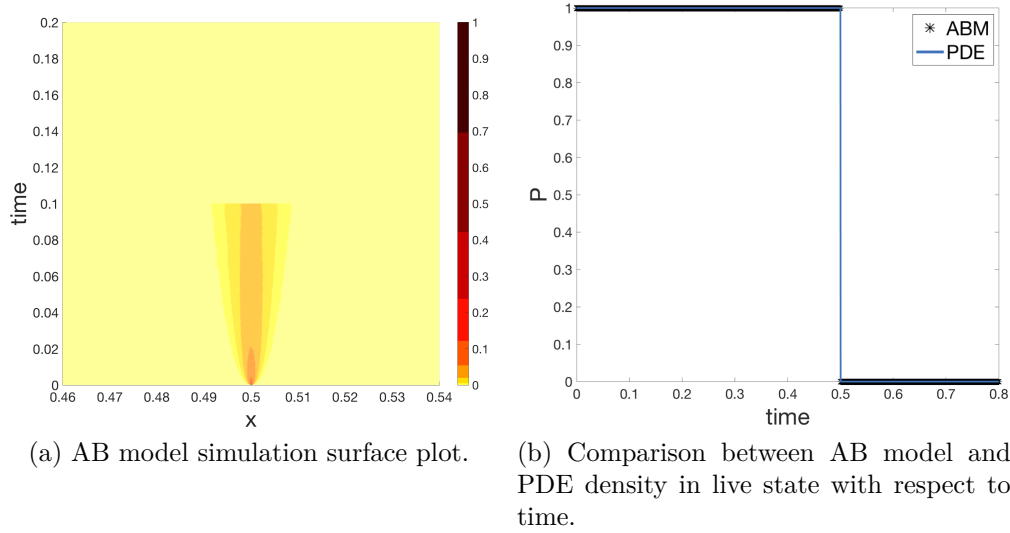 0.2
0.18
0.16
0.14
0.12
0.1
0.08
0.06
0.04
0.02
0
time
0.46 0.47 0.48 0.49 0.5 0.51 0.52 0.53 0.54
x
1
0.9
0.8
0.7
0.6
0.5
0.4
0.3
0.2
0.1
0
(a) AB model simulation surface plot.
1
0.9
0.8
0.7
0.6
0.5
0.4
0.3
0.2
0.1
0
P
ABM
PDE
0 0.1 0.2 0.3 0.4 0.5 0.6 0.7 0.8
time
(b) Comparison between AB model and
PDE density in live state with respect to
time.